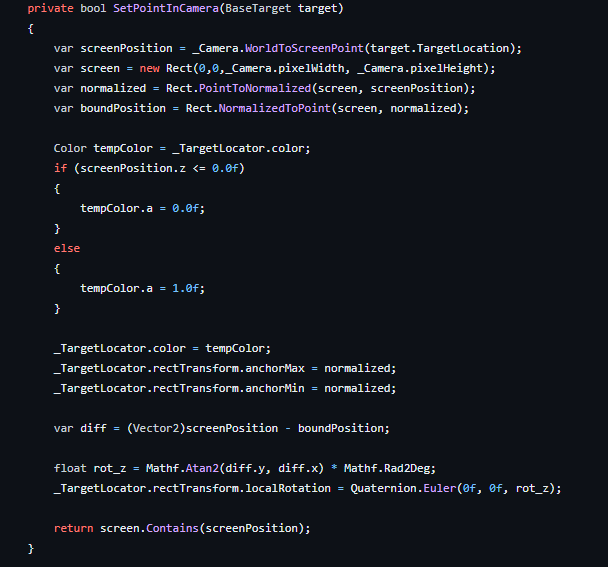 private bool SetPointInCamera(BaseTarget target)
{
    var screenPosition = _Camera.WorldToScreenPoint(target.TargetLocation);
    var screen = new Rect(0,0,_Camera.pixelWidth, _Camera.pixelHeight);
    var normalized = Rect.PointToNormalized(screen, screenPosition);
    var boundPosition = Rect.NormalizedToPoint(screen, normalized);

    Color tempColor = _TargetLocator.color;
    if (screenPosition.z <= 0.0f)
    {
        tempColor.a = 0.0f;
    }
    else
    {
        tempColor.a = 1.0f;
    }

    _TargetLocator.color = tempColor;
    _TargetLocator.rectTransform.anchorMax = normalized;
    _TargetLocator.rectTransform.anchorMin = normalized;

    var diff = (Vector2)screenPosition - boundPosition;

    float rot_z = Mathf.Atan2(diff.y, diff.x) * Mathf.Rad2Deg;
    _TargetLocator.rectTransform.localRotation = Quaternion.Euler(0f, 0f, rot_z);

    return screen.Contains(screenPosition);
}